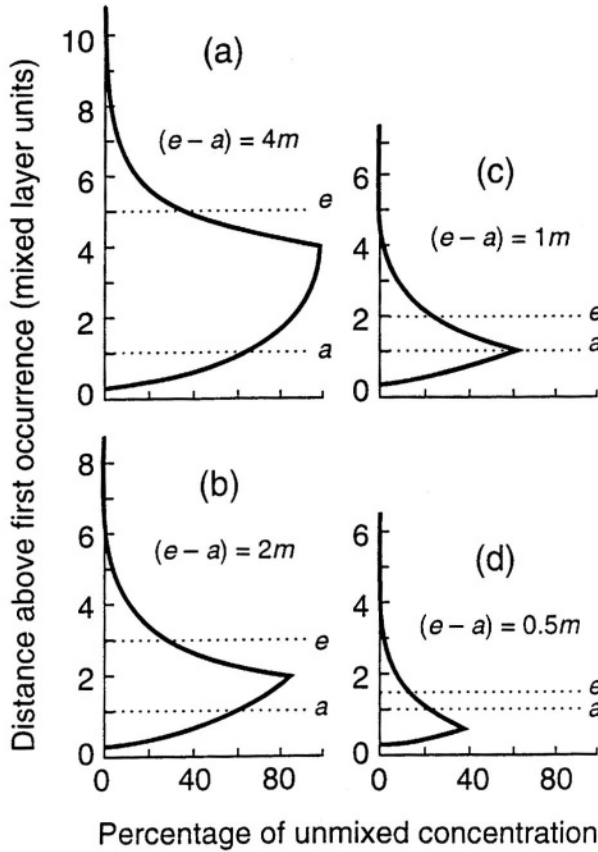 Distance above first occurrence (mixed layer units)
(a)
(e – a) = 4m
e
a
10
8
6
4
2
0
(b)
(e – a) = 2m
e
a
8
6
4
2
0
0 40 80
(c)
(e – a) = 1m
e
a
6
4
2
0
(d)
(e – a) = 0.5m
e
a
6
4
2
0
0 40 80
Percentage of unmixed concentration